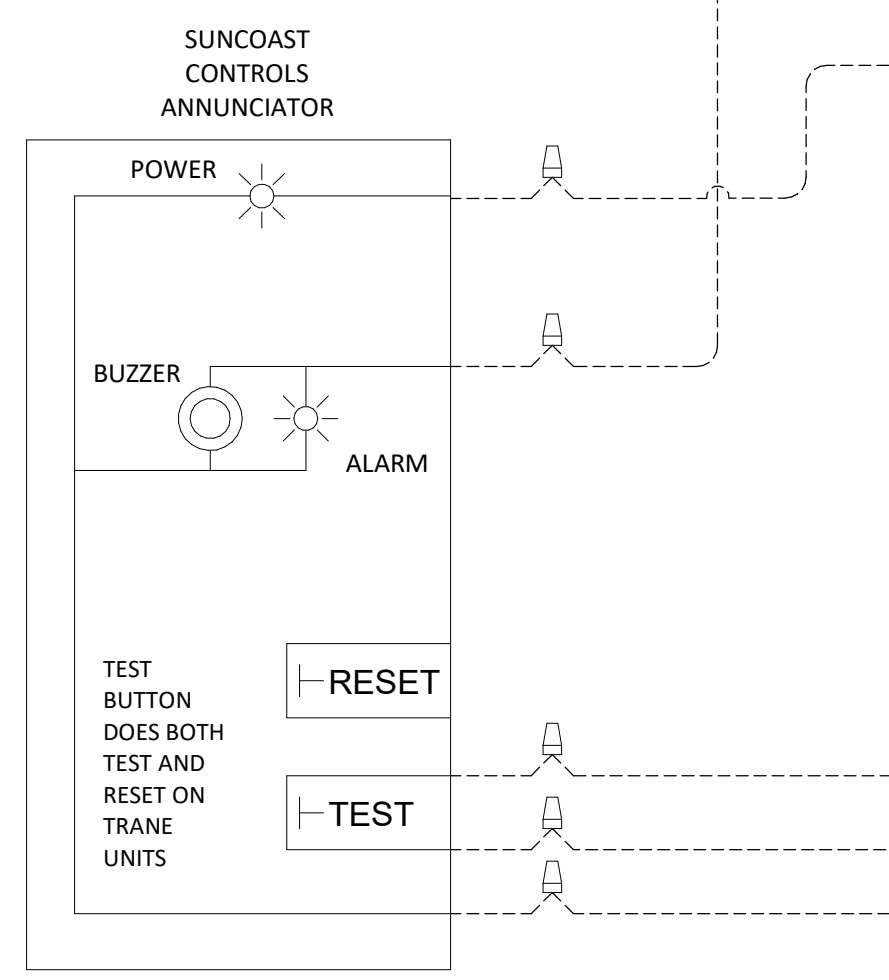 SUNCOAST
CONTROLS
ANNUNCIATOR
POWER
BUZZER
ALARM
RESET
TEST
BUTTON
DOES BOTH
TEST AND
RESET ON
TRANE
UNITS
TEST